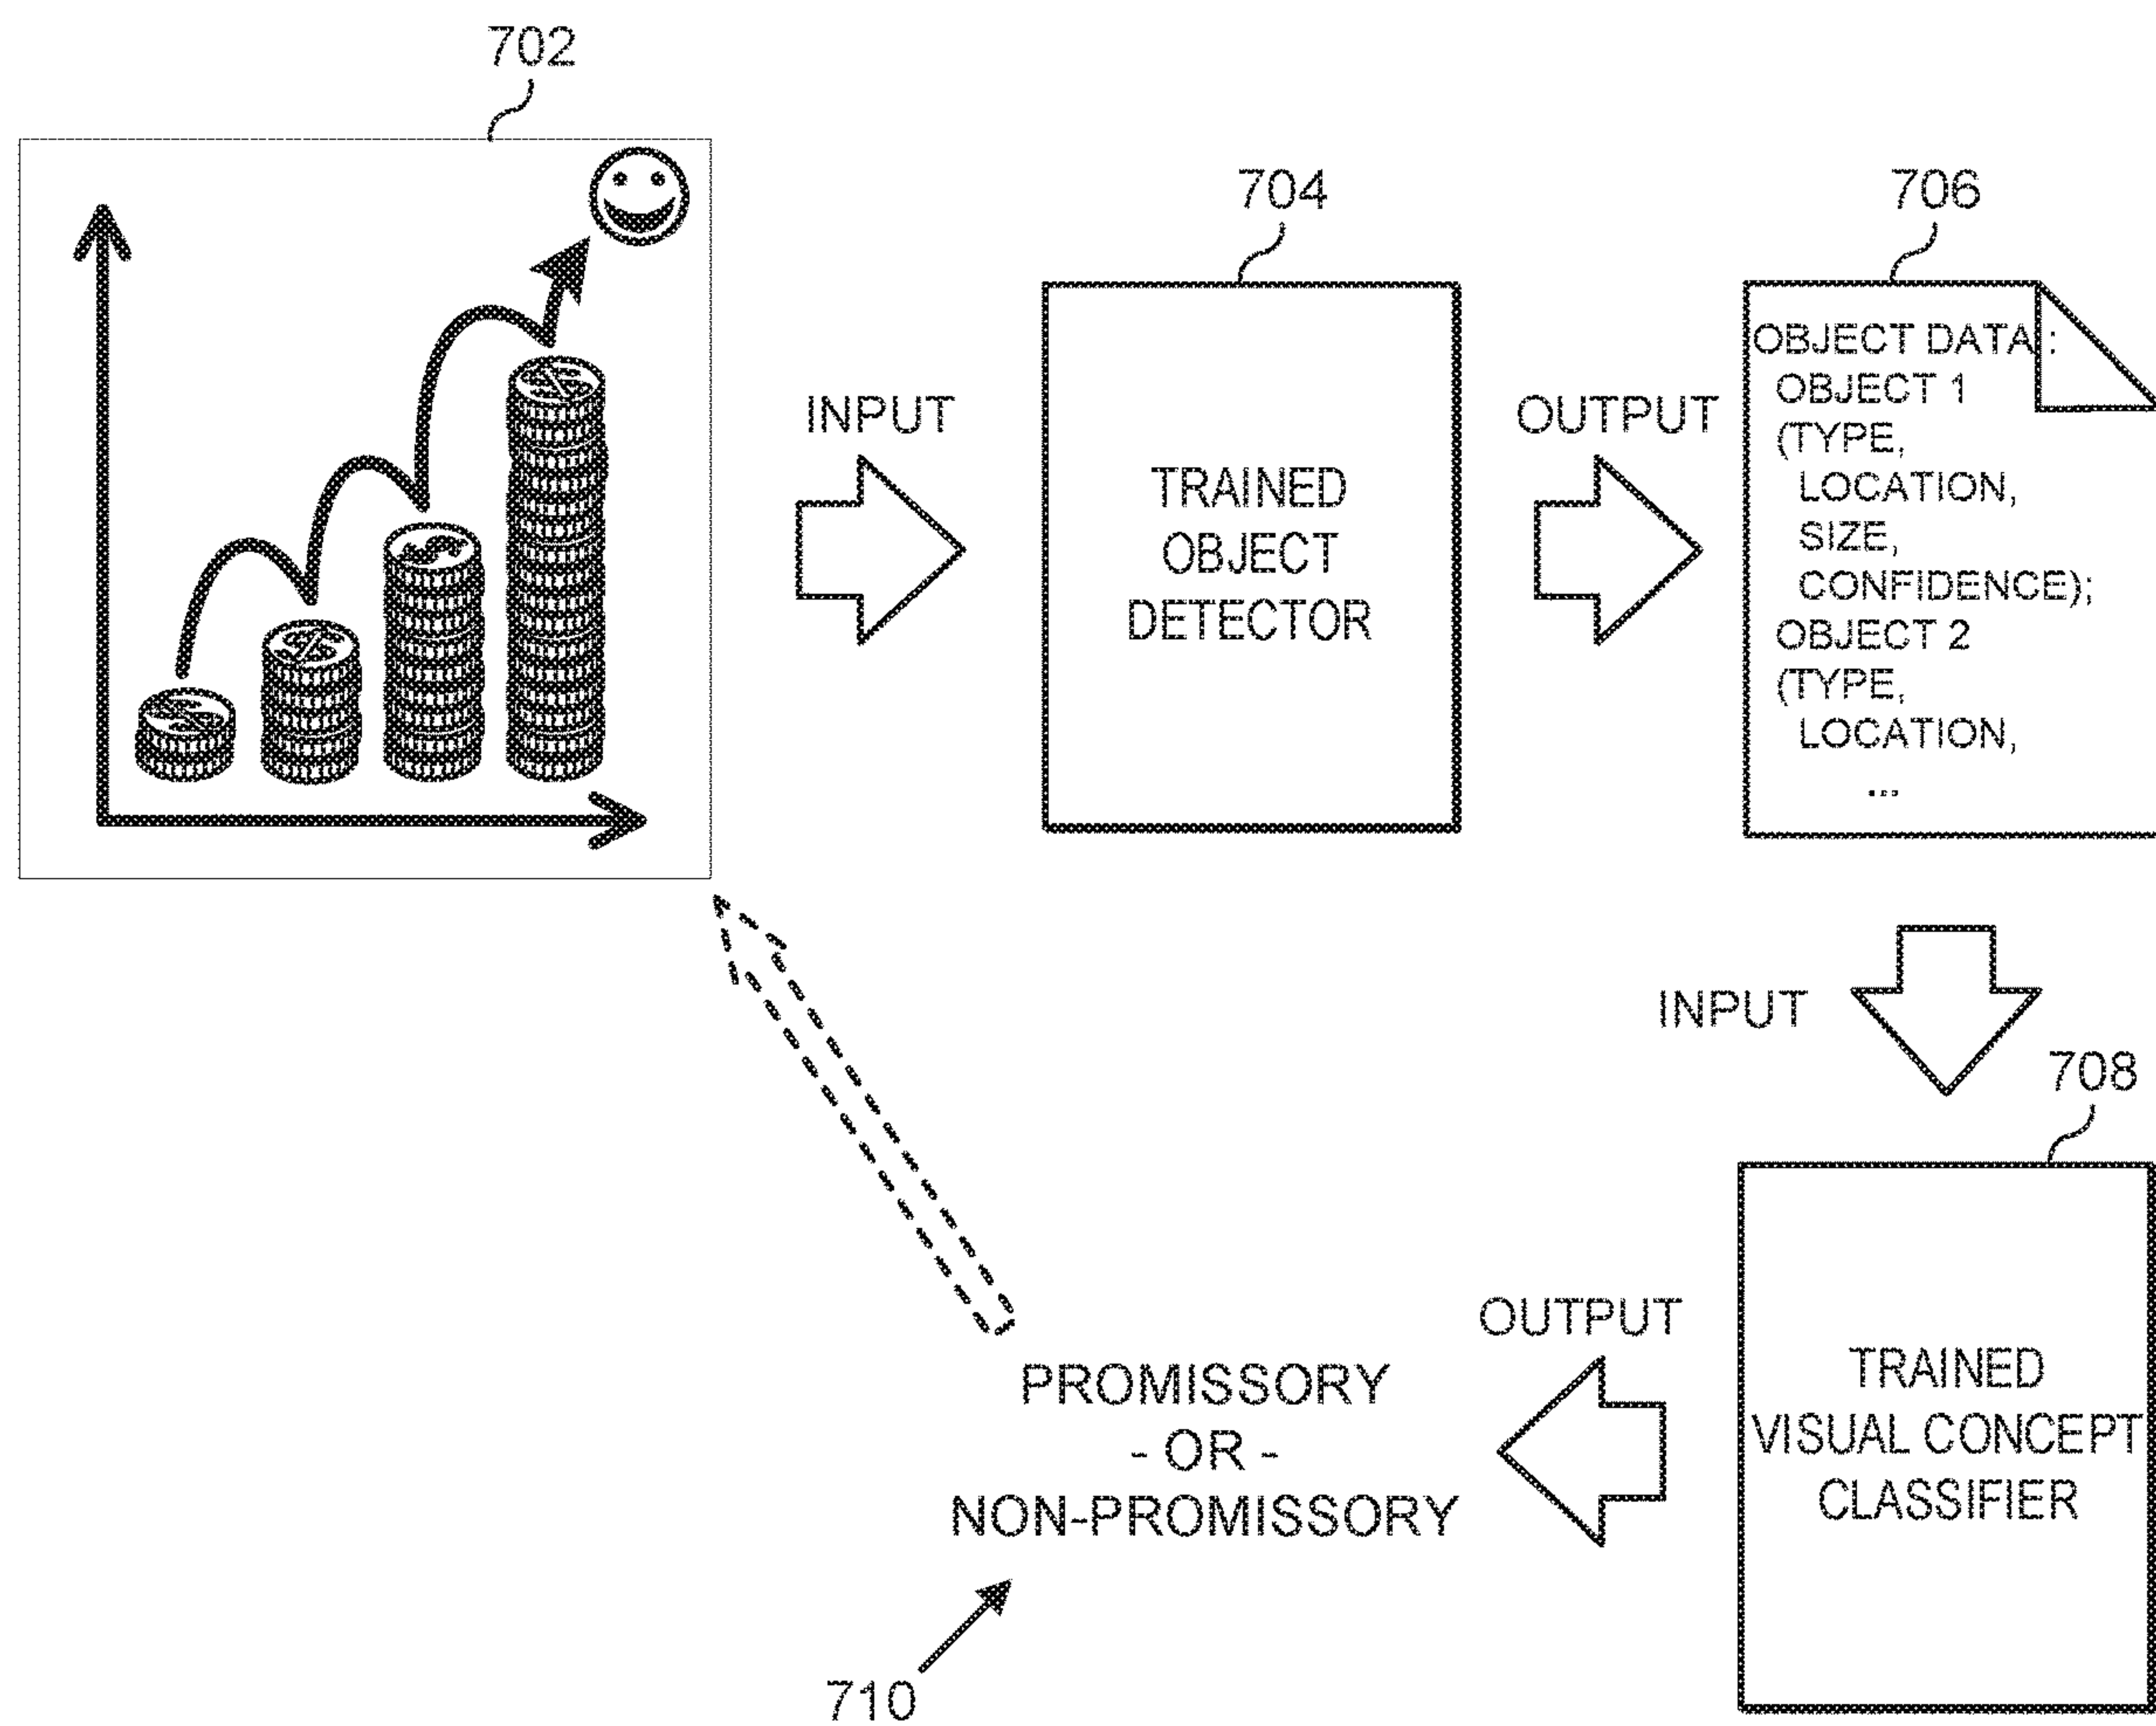 702
704
706
INPUT
TRAINED
OBJECT
DETECTOR
OUTPUT
OBJECT DATA :
OBJECT 1
(TYPE,
LOCATION,
SIZE,
CONFIDENCE);
OBJECT 2
(TYPE,
LOCATION,
...
INPUT
708
TRAINED
VISUAL CONCEPT
CLASSIFIER
OUTPUT
PROMISSORY
- OR -
NON-PROMISSORY
710
$
$
$
$